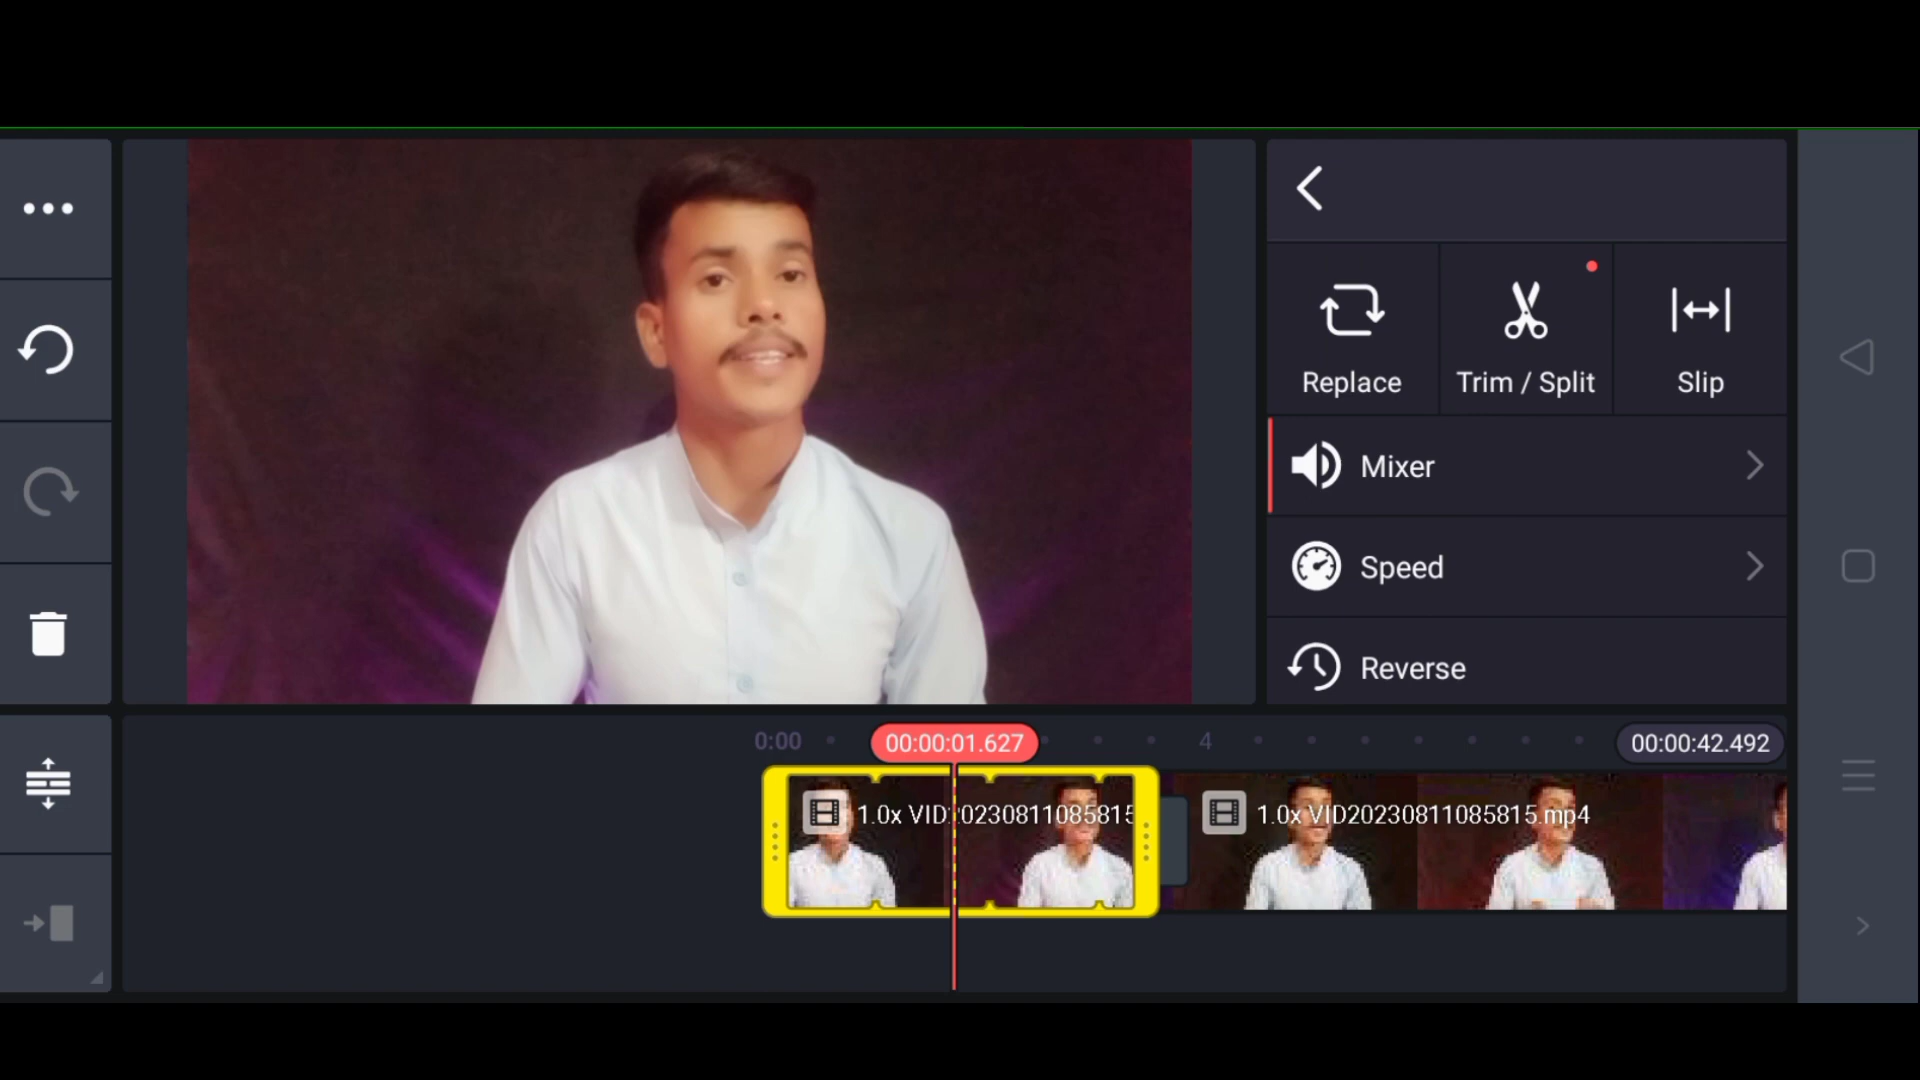 Replace
Trim / Split
Slip
Mixer
Speed
Reverse
0:00
00:00:01.627
4
00:00:42.492
1.0x VID20230811085815
1.0x VID20230811085815.mp4